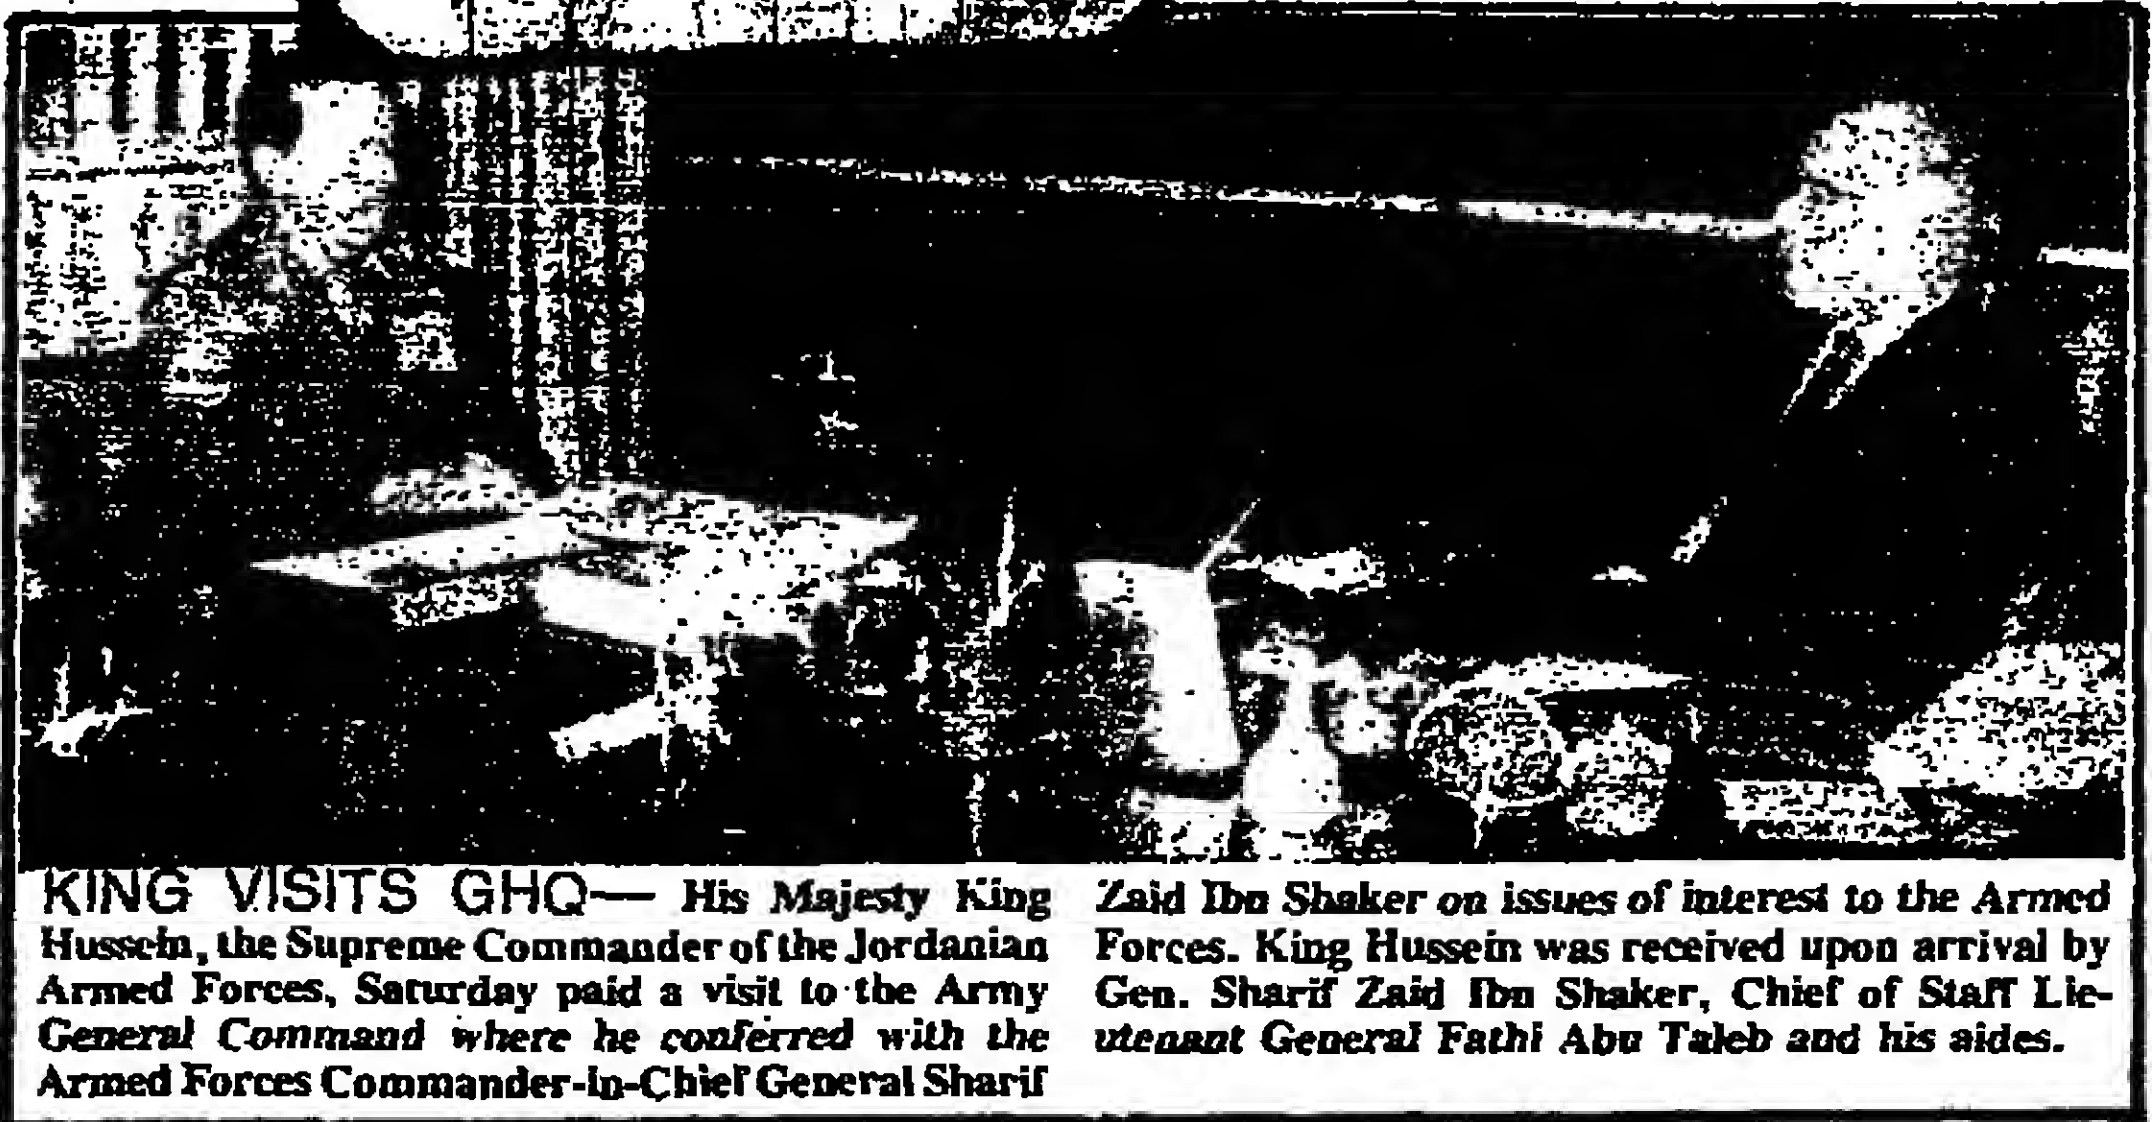 KING VISITS GHQ— His Majesty King
Hussein, the Supreme Commander of the Jordanian
Armed Forces, Saturday paid a visit to the Army
General Command where he conferred with the
Armed Forces Commander-in-Chief General Sharif
Zaid Ibn Shaker on issues of interest to the Armed
Forces. King Hussein was received upon arrival by
Gen. Sharif Zaid Ibn Shaker, Chief of Staff Lie-
utenant General Fathi Abu Taleb and his aides.